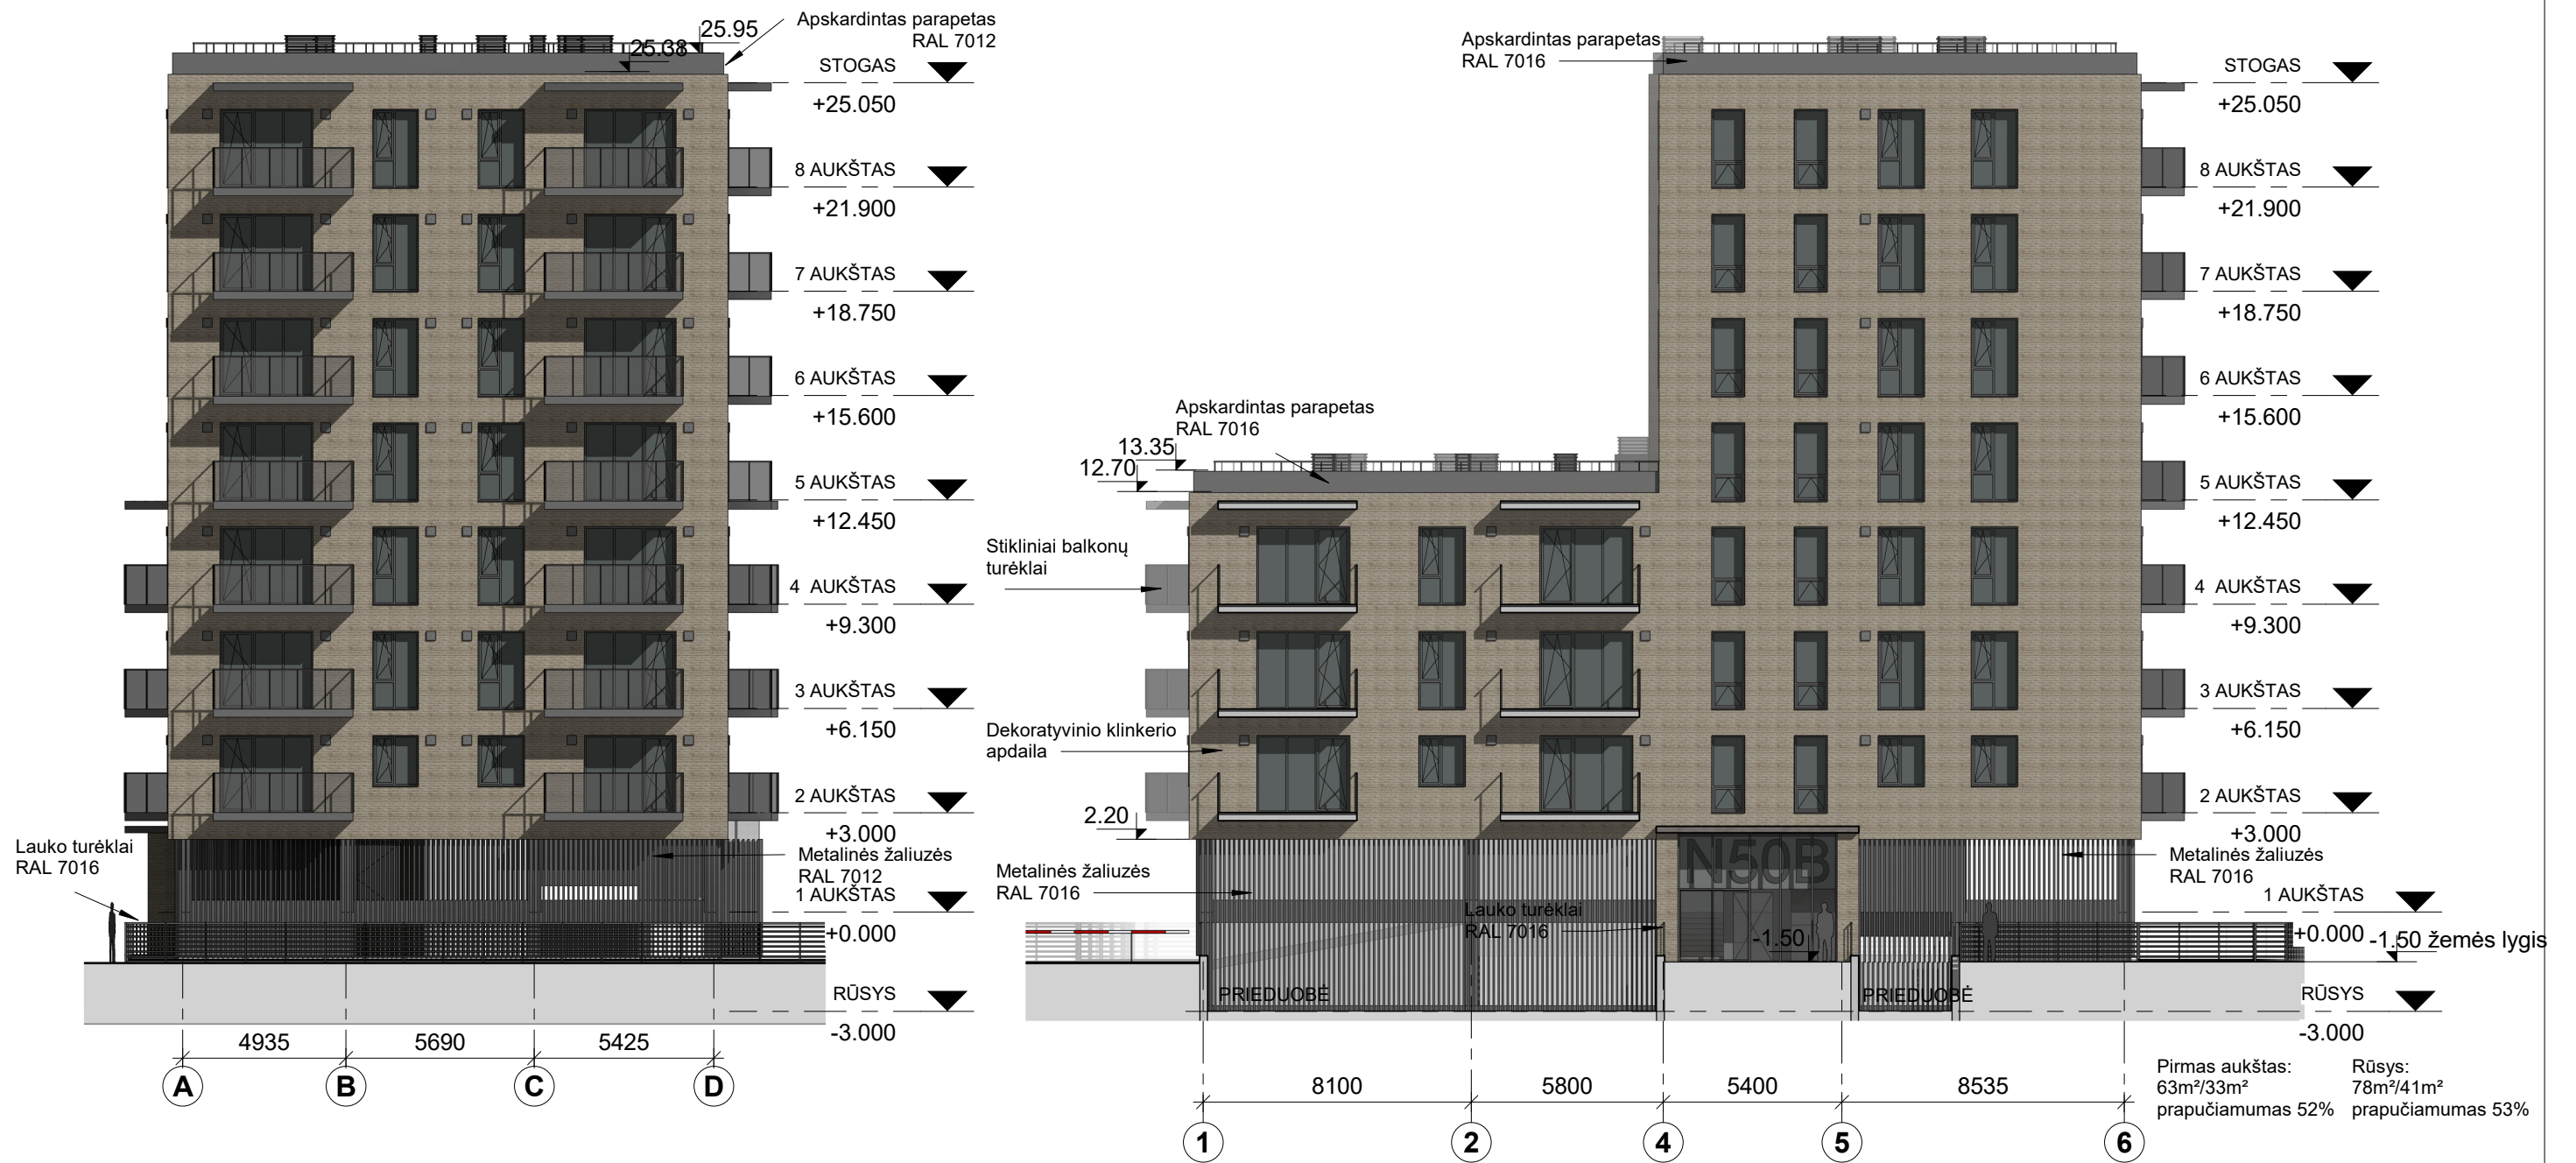 25.95
25.38
Apskardintas parapetas
RAL 7012
STOGAS
+25.050
8 AUKŠTAS
+21.900
7 AUKŠTAS
+18.750
6 AUKŠTAS
+15.600
5 AUKŠTAS
+12.450
4 AUKŠTAS
+9.300
3 AUKŠTAS
+6.150
2 AUKŠTAS
+3.000
Lauko turėklai
RAL 7016
Metalinės žaliuzės
RAL 7012
1 AUKŠTAS
+0.000
RŪSYS
-3.000
4935
5690
5425
A
B
C
D
Apskardintas parapetas
RAL 7016
STOGAS
+25.050
8 AUKŠTAS
+21.900
7 AUKŠTAS
+18.750
6 AUKŠTAS
+15.600
Apskardintas parapetas
RAL 7016
13.35
12.70
5 AUKŠTAS
+12.450
Stikliniai balkonų
turėklai
4 AUKŠTAS
+9.300
3 AUKŠTAS
+6.150
Dekoratyvinio klinkerio
apdaila
2 AUKŠTAS
+3.000
2.20
N50B
Metalinės žaliuzės
RAL 7016
Metalinės žaliuzės
RAL 7016
1 AUKŠTAS
+0.000
Lauko turėklai
RAL 7016
-1.50
-1.50 žemės lygis
PRIEDUOBĖ
PRIEDUOBĖ
RŪSYS
-3.000
8100
5800
5400
8535
1
2
4
5
6
Pirmas aukštas:
63m²/33m²
prapučiamumas 52%
Rūsys:
78m²/41m²
prapučiamumas 53%